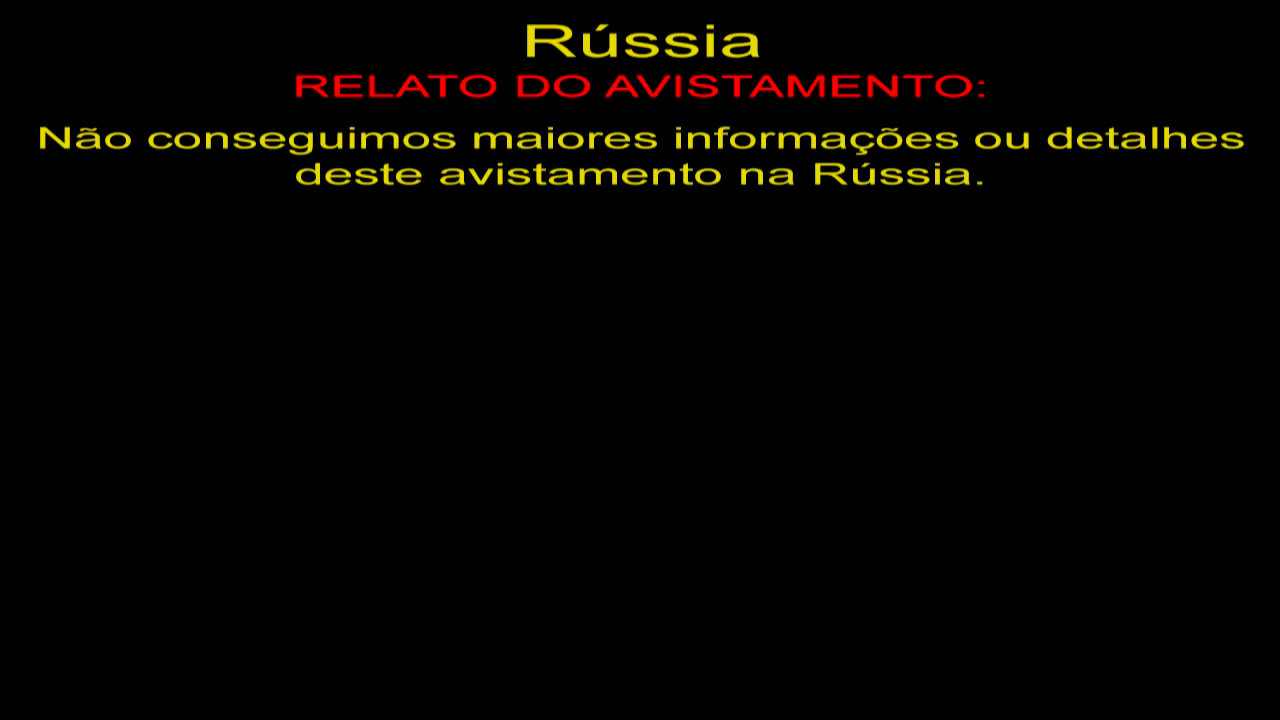 Rússia
RELATO DO AVISTAMENTO:
Não conseguimos maiores informações ou detalhes
deste avistamento na Rússia.